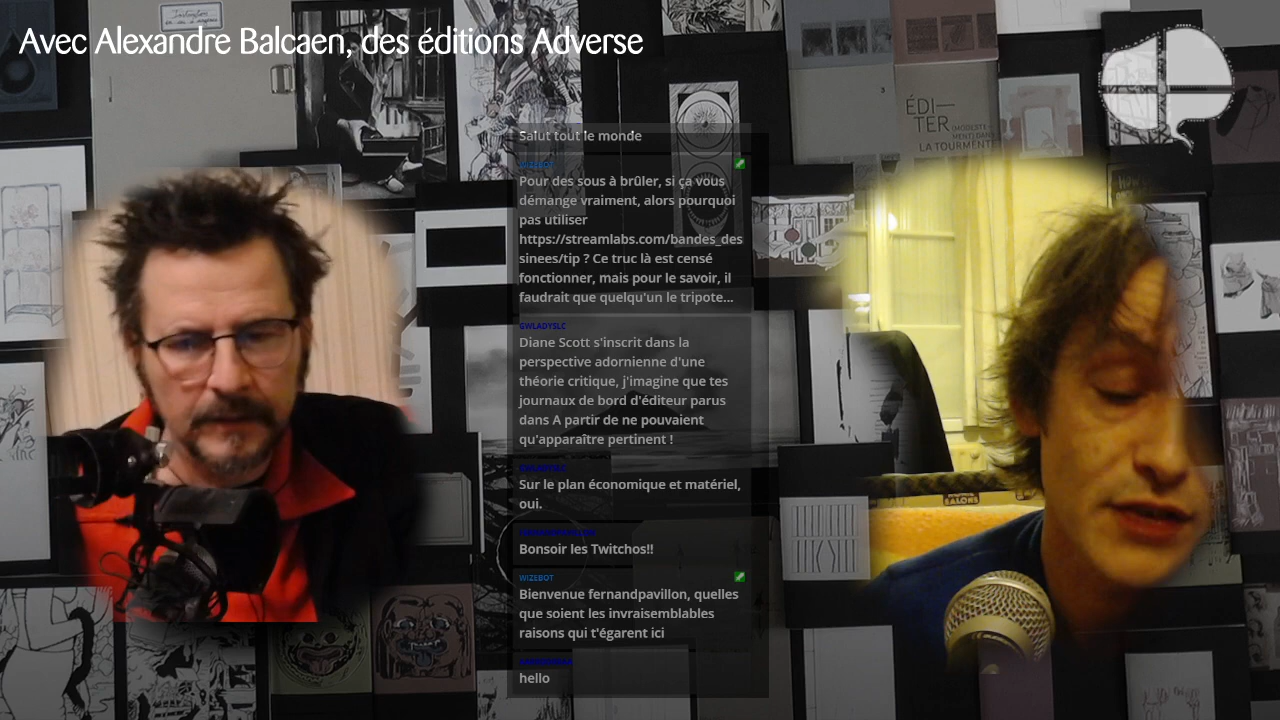 Avec Alexandre Balcaen, des éditions Adverse
ÉDI—
TER (MODESTE-
MENT) DANS
LA TOURMENTE
Salut tout le monde
WIZEBOT
Pour des sous à brûler, si ça vous
démange vraiment, alors pourquoi
pas utiliser
https://streamlabs.com/bandes_des
sinees/tip ? Ce truc là est censé
fonctionner, mais pour le savoir, il
faudrait que quelqu'un le tripote...
GWLADYSLC
Diane Scott s'inscrit dans la
perspective adornienne d'une
théorie critique, j'imagine que tes
journaux de bord d'éditeur parus
dans A partir de ne pouvaient
qu'apparaître pertinent !
GWLADYSLC
Sur le plan économique et matériel,
oui.
Bonsoir les Twitchos!!
WIZEBOT
Bienvenue fernandpavillon, quelles
que soient les invraisemblables
raisons qui t'égarent ici
hello